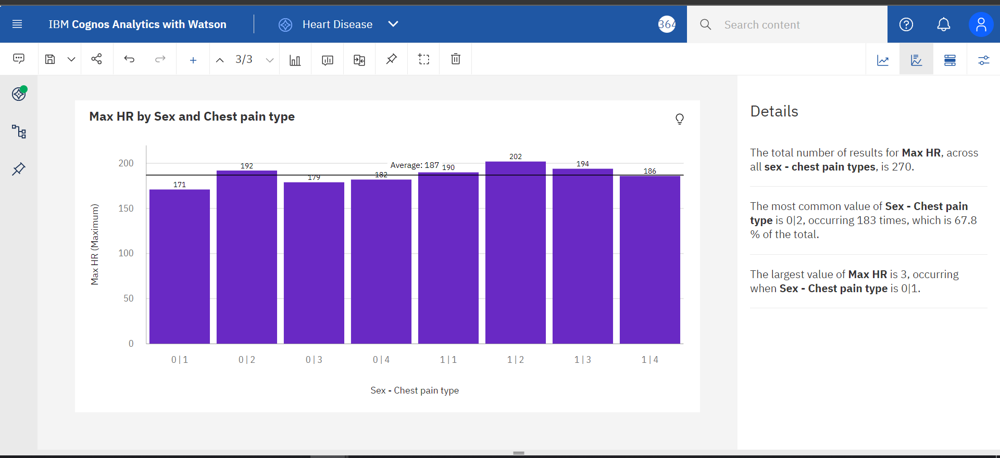 IBM Cognos Analytics with Watson
Heart Disease
364
Search content
3/3
Max HR by Sex and Chest pain type
Max HR (Maximum)
200
150
100
50
0
171
192
179
182
Average: 187
190
202
194
186
0|1
0|2
0|3
0|4
1|1
1|2
1|3
1|4
Sex - Chest pain type
Details
The total number of results for Max HR, across
all sex - chest pain types, is 270.
The most common value of Sex - Chest pain
type is 0|2, occurring 183 times, which is 67.8
% of the total.
The largest value of Max HR is 3, occurring
when Sex - Chest pain type is 0|1.